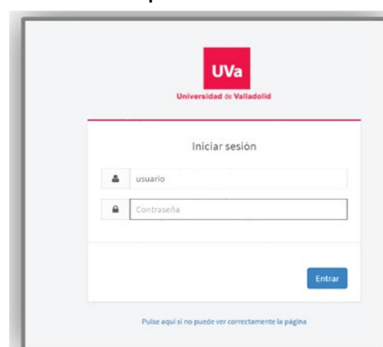 UVa
Universidad de Valladolid
Iniciar sesión
usuario
Contraseña
Entrar
Pulse aquí si no puede ver correctamente la página